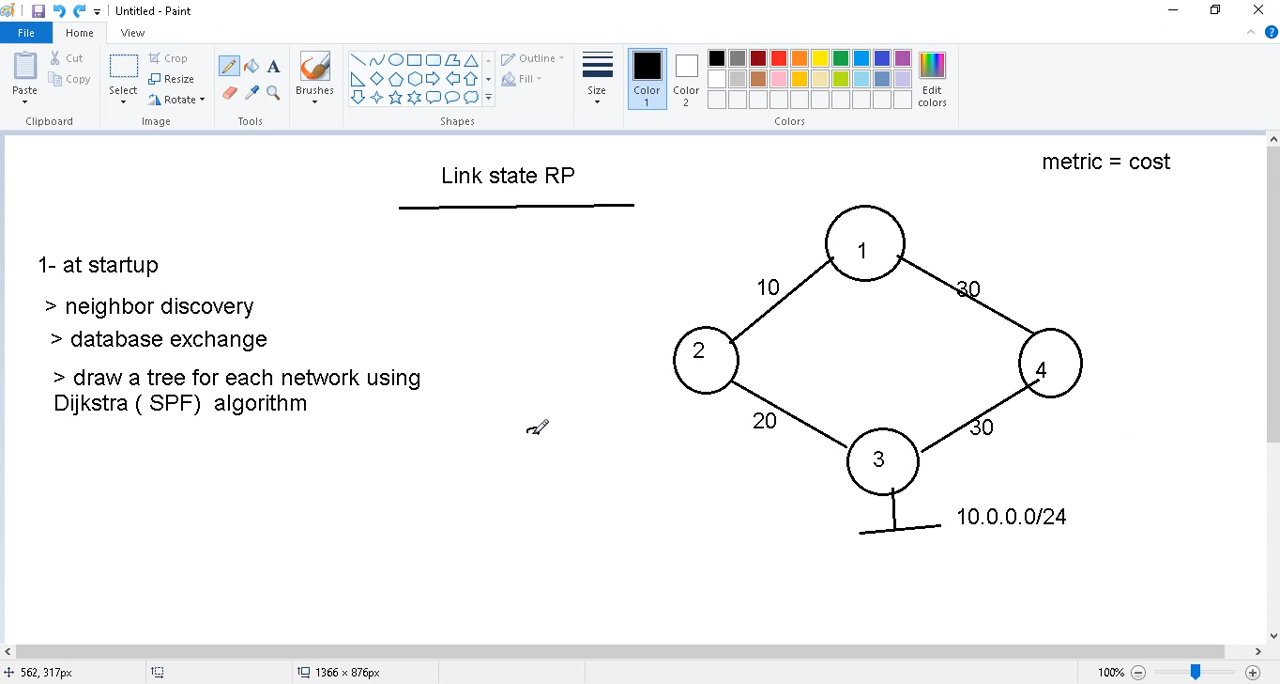 Untitled - Paint
File
Home
View
Paste
Cut
Copy
Clipboard
Select
Crop
Resize
Rotate
Image
A
Tools
Brushes
Outline
Fill
Shapes
Size
Color 1
Color 2
Edit colors
Colors
Link state RP
metric = cost
1- at startup
> neighbor discovery
> database exchange
> draw a tree for each network using
Dijkstra ( SPF) algorithm
1
10
30
2
4
20
30
3
10.0.0.0/24
562, 317px
1366 × 876px
100%